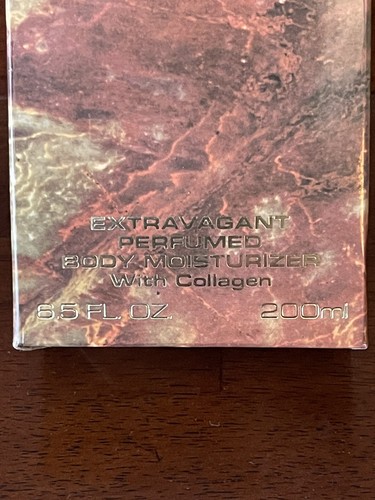 EXTRAVAGANT
PERFUMED
BODY MOISTURIZER
With Collagen
6.5 FL. OZ. 200ml